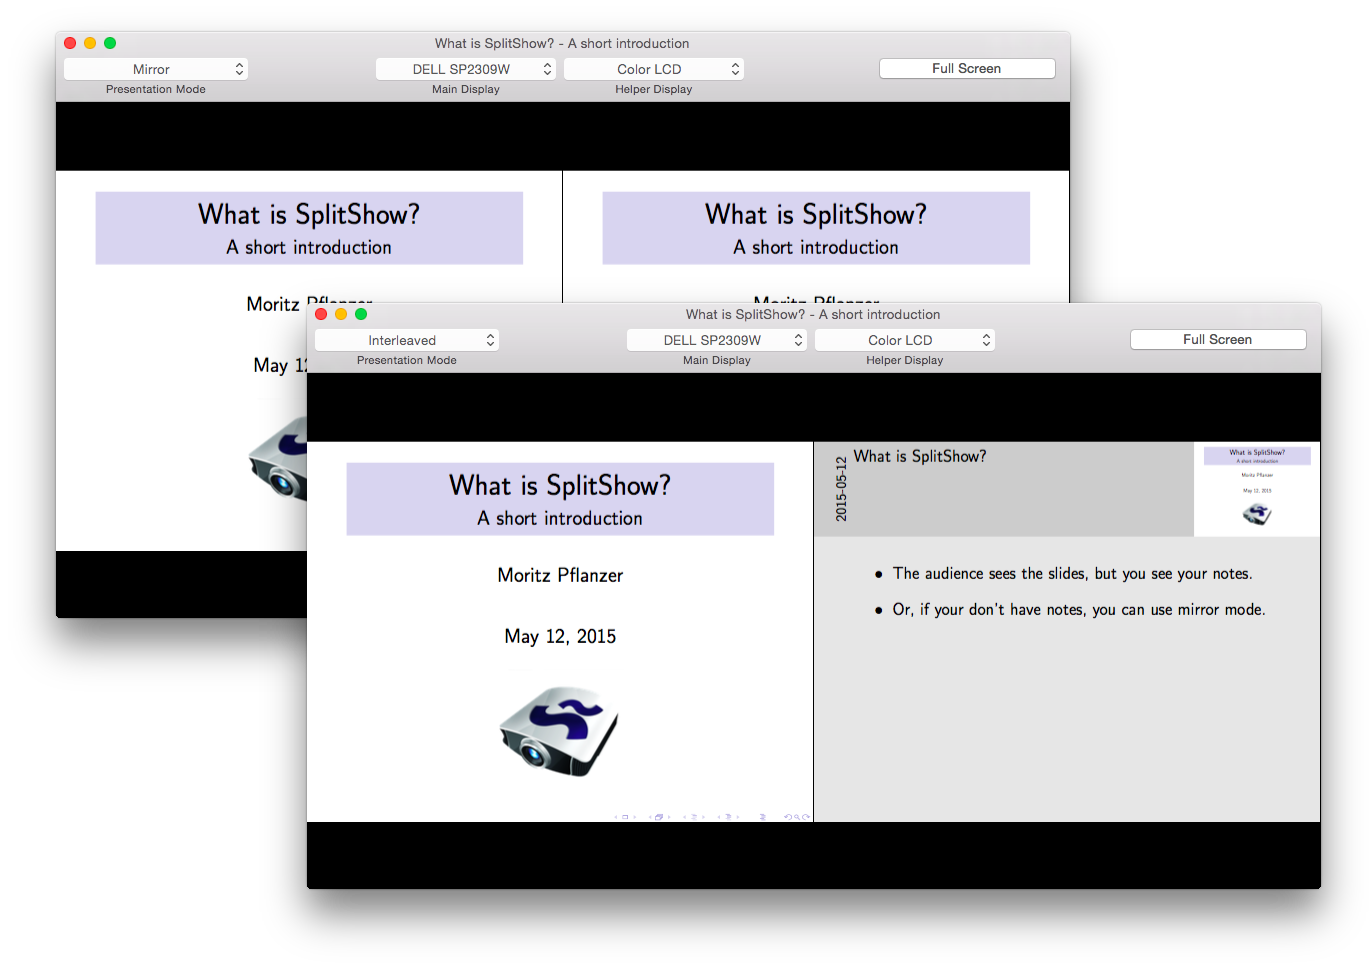 What is SplitShow? - A short introduction
Mirror
DELL SP2309W
Color LCD
Full Screen
Presentation Mode
Main Display
Helper Display
What is SplitShow?
A short introduction
Moritz Pflanzer
May 12
What is SplitShow?
A short introduction
Moritz Pflanzer
What is SplitShow? - A short introduction
Interleaved
DELL SP2309W
Color LCD
Full Screen
Presentation Mode
Main Display
Helper Display
What is SplitShow?
A short introduction
Moritz Pflanzer
May 12, 2015
2015-05-12
What is SplitShow?
What is SplitShow?
A short introduction
Moritz Pflanzer
May 12, 2015
• The audience sees the slides, but you see your notes.
• Or, if your don't have notes, you can use mirror mode.